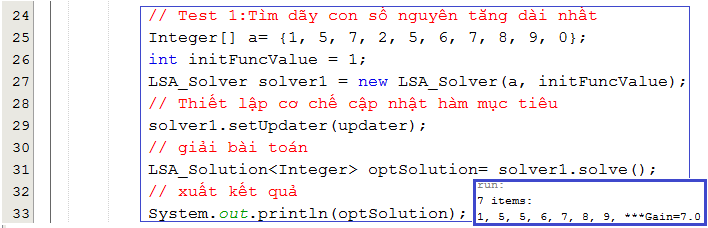 24 // Test 1:Tìm dãy con số nguyên tăng dài nhất
25 Integer[] a= {1, 5, 7, 2, 5, 6, 7, 8, 9, 0};
26 int initFuncValue = 1;
27 LSA_Solver solver1 = new LSA_Solver(a, initFuncValue);
28 // Thiết lập cơ chế cập nhật hàm mục tiêu
29 solver1.setUpdater(updater);
30 // giải bài toán
31 LSA_Solution<Integer> optSolution= solver1.solve();
32 // xuất kết quả
33 System.out.println(optSolution);
run:
7 items:
1, 5, 5, 6, 7, 8, 9, ***Gain=7.0